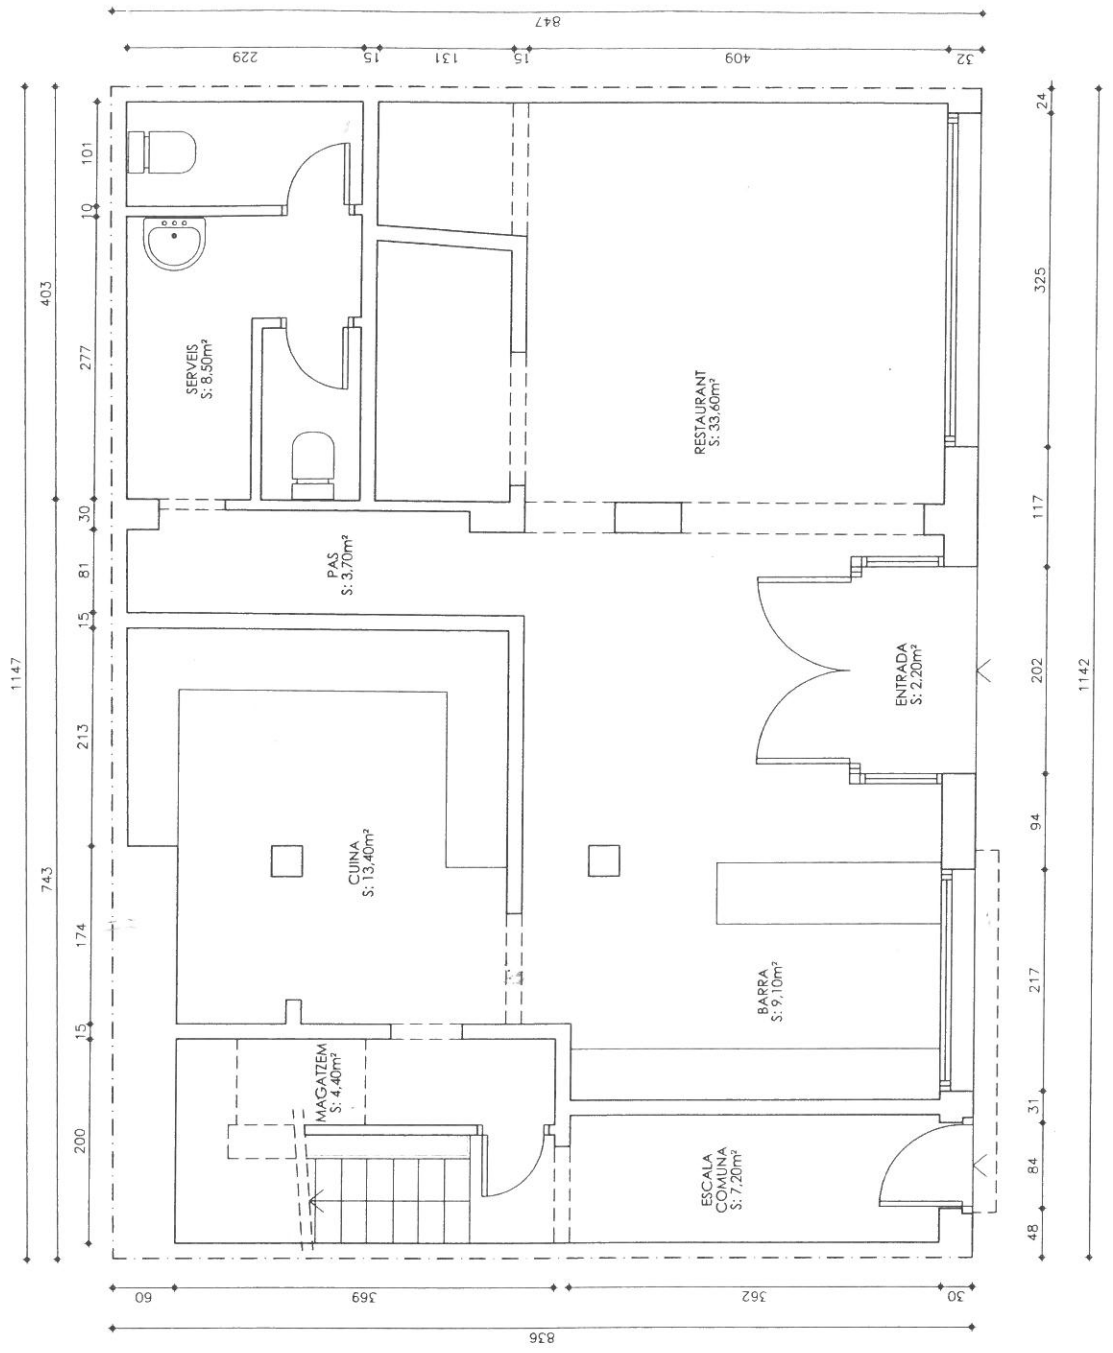 847
229
15
131
15
409
32
1147
403
743
101
10
277
30
81
15
213
174
15
200
SERVEIS
S: 8,50m²
RESTAURANT
S: 33,60m²
PAS
S: 3,70m²
CUINA
S: 13,40m²
ENTRADA
S: 2,20m²
BARRA
S: 9,10m²
MAGATZEM
S: 4,40m²
ESCALA
COMUNA
S: 7,20m²
24
325
117
202
94
217
31
84
48
1142
60
369
362
30
836